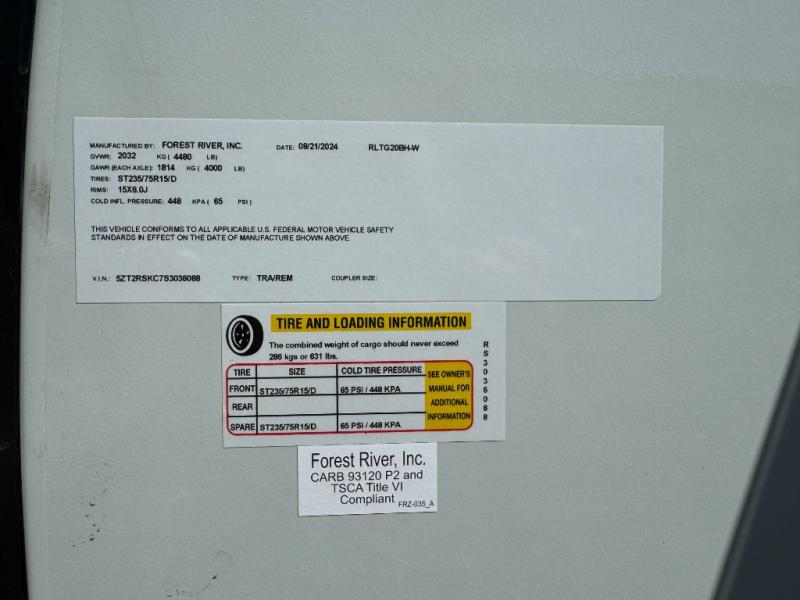 MANUFACTURED BY: FOREST RIVER, INC. DATE: 08/21/2024 RLTG20BH-W
GVWR: 2032 KG ( 4480 LB)
GAWR (EACH AXLE): 1814 KG ( 4000 LB)
TIRES: ST235/75R15/D
RIMS: 15X6.0J
COLD INFL. PRESSURE: 448 KPA ( 65 PSI )
THIS VEHICLE CONFORMS TO ALL APPLICABLE U.S. FEDERAL MOTOR VEHICLE SAFETY
STANDARDS IN EFFECT ON THE DATE OF MANUFACTURE SHOWN ABOVE.
V.I.N.: 5ZT2RSKC7S3036088 TYPE: TRA/REM COUPLER SIZE:
TIRE AND LOADING INFORMATION
The combined weight of cargo should never exceed
286 kgs or 631 lbs.
TIRE SIZE COLD TIRE PRESSURE SEE OWNER'S
FRONT ST235/75R15/D 65 PSI / 448 KPA MANUAL FOR
REAR ADDITIONAL
INFORMATION
SPARE ST235/75R15/D 65 PSI / 448 KPA
RS3036088
Forest River, Inc.
CARB 93120 P2 and
TSCA Title VI
Compliant
FRZ-035_A